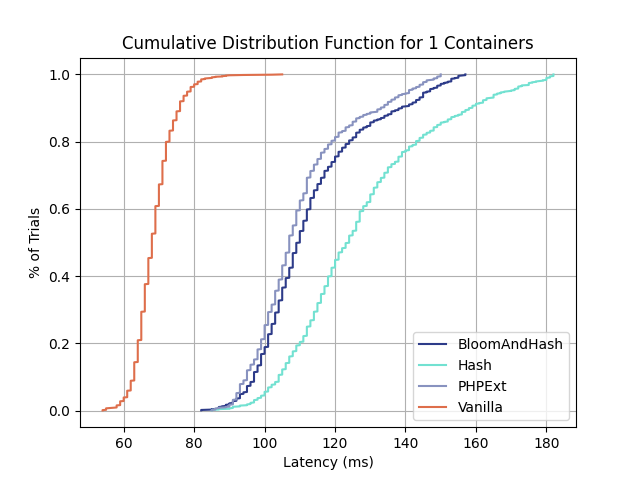 Cumulative Distribution Function for 1 Containers
1.0
0.8
0.6
0.4
0.2
0.0
% of Trials
60 80 100 120 140 160 180
Latency (ms)
BloomAndHash
Hash
PHPExt
Vanilla